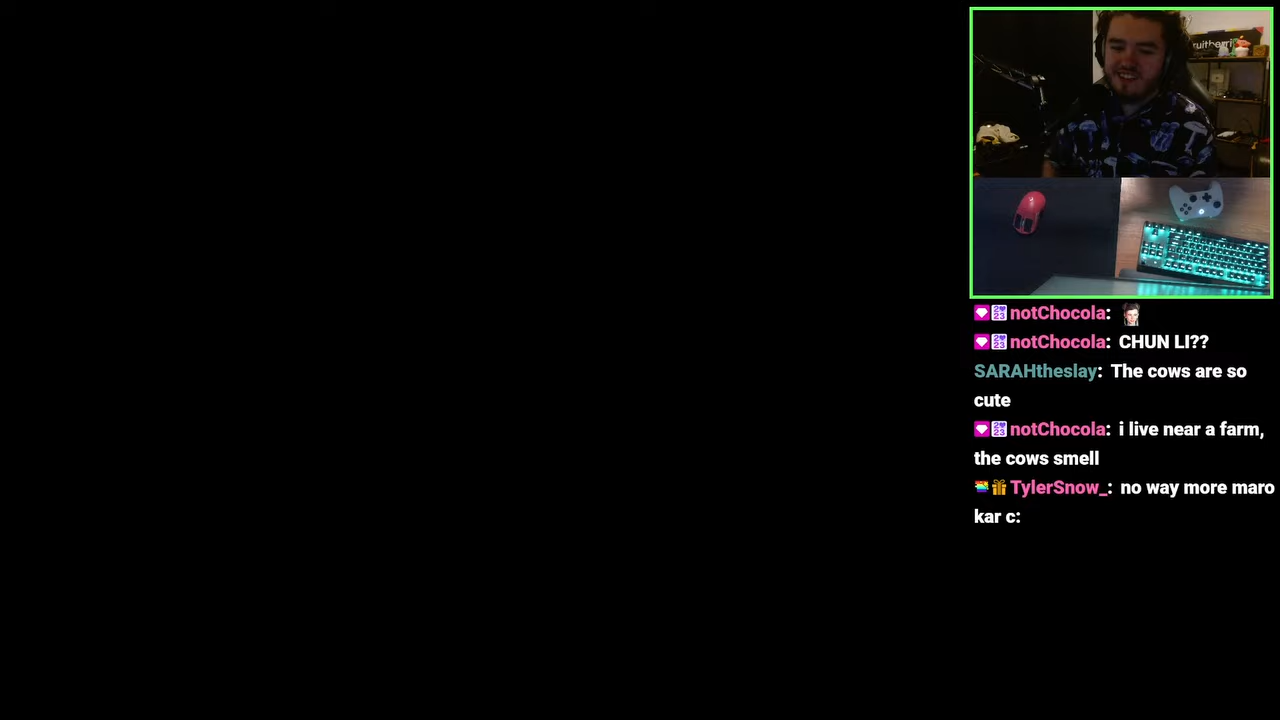 ruitberri
notChocola:
notChocola: CHUN LI??
SARAHtheslay: The cows are so
cute
notChocola: i live near a farm,
the cows smell
TylerSnow_: no way more maro
kar c: